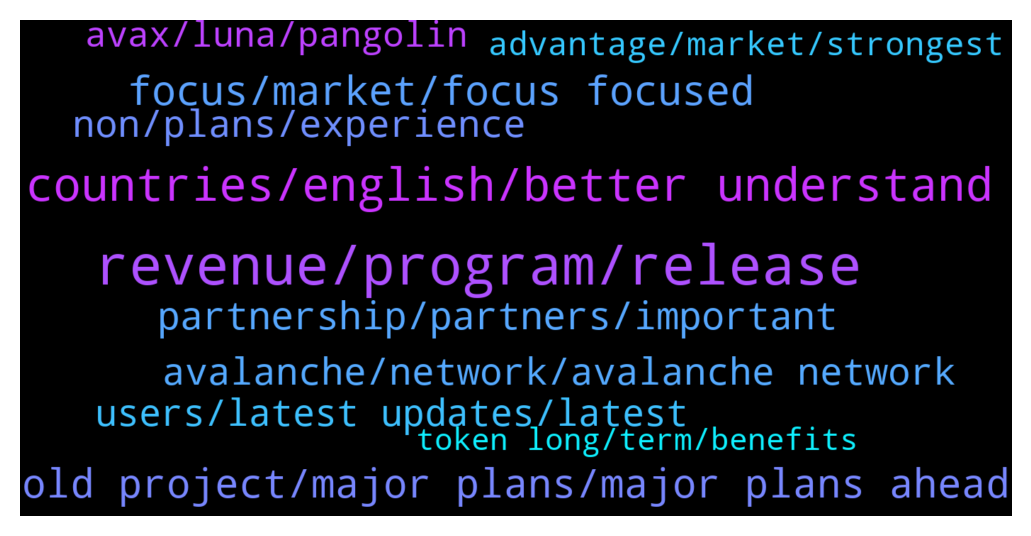 avax/luna/pangolin
advantage/market/strongest
focus/market/focus focused
non/plans/experience
countries/english/better understand
revenue/program/release
partnership/partners/important
avalanche/network/avalanche network
users/latest updates/latest
token long/term/benefits
old project/major plans/major plans ahead